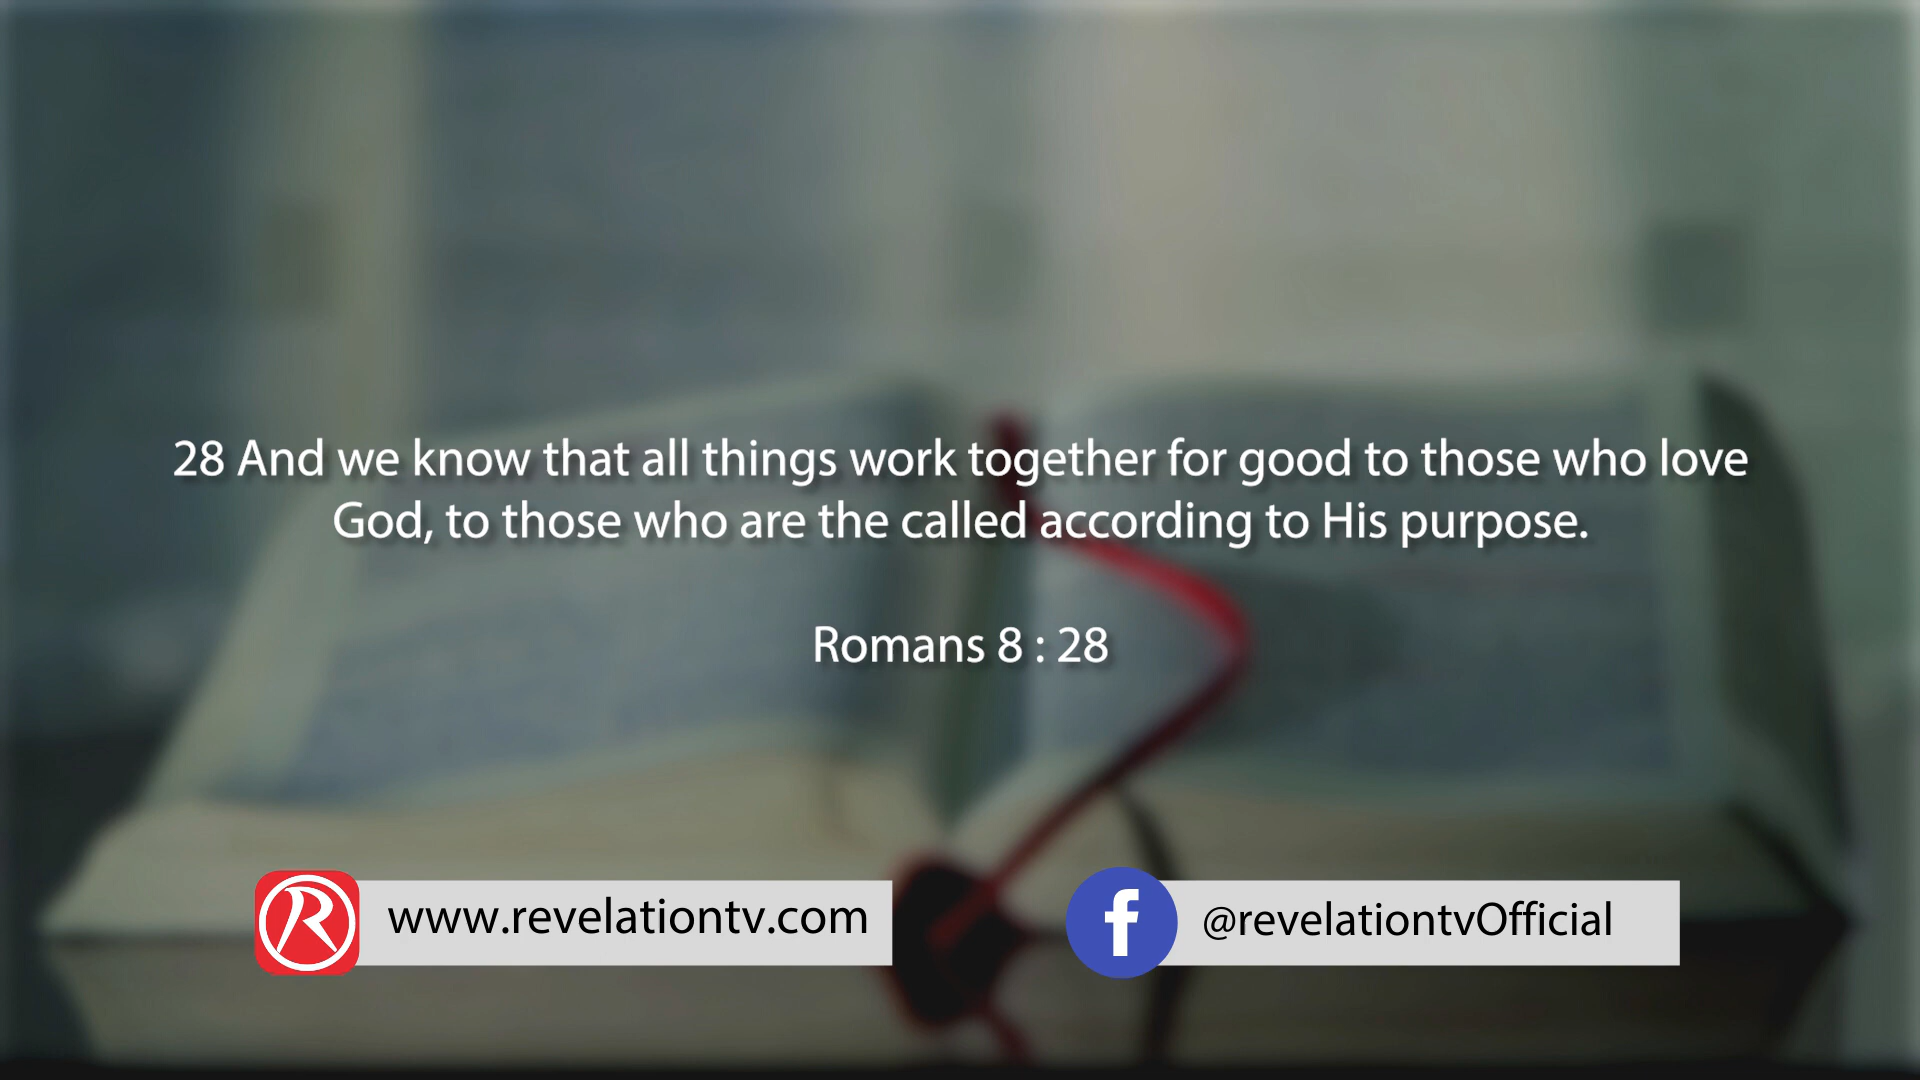 28 And we know that all things work together for good to those who love
God, to those who are the called according to His purpose.
Romans 8 : 28
www.revelationtv.com
@revelationtvOfficial